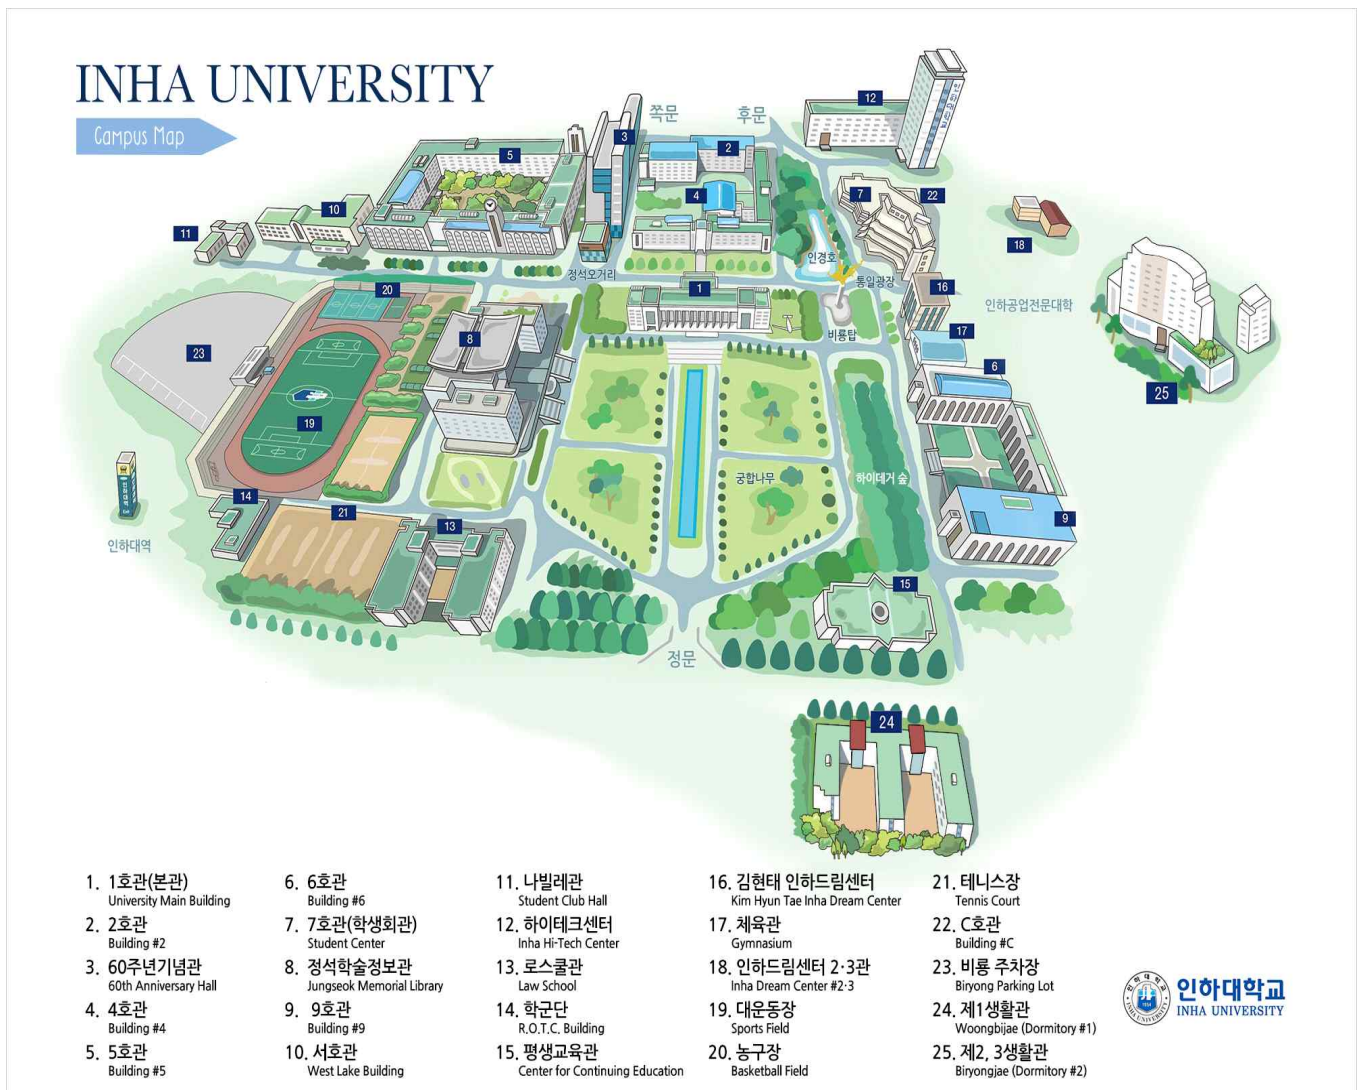 INHA UNIVERSITY
Campus Map
쪽문
후문
12
3
2
5
7
22
4
10
11
18
인경호
정석오거리
통일광장
16
1
20
인하공업전문대학
비룡탑
17
8
23
6
25
19
궁합나무
하이데거 숲
인하대역
14
21
13
9
15
정문
24
1. 1호관(본관)
University Main Building
2. 2호관
Building #2
3. 60주년기념관
60th Anniversary Hall
4. 4호관
Building #4
5. 5호관
Building #5
6. 6호관
Building #6
7. 7호관(학생회관)
Student Center
8. 정석학술정보관
Jungseok Memorial Library
9. 9호관
Building #9
10. 서호관
West Lake Building
11. 나빌레관
Student Club Hall
12. 하이테크센터
Inha Hi-Tech Center
13. 로스쿨관
Law School
14. 학군단
R.O.T.C. Building
15. 평생교육관
Center for Continuing Education
16. 김현태 인하드림센터
Kim Hyun Tae Inha Dream Center
17. 체육관
Gymnasium
18. 인하드림센터 2·3관
Inha Dream Center #2·3
19. 대운동장
Sports Field
20. 농구장
Basketball Field
21. 테니스장
Tennis Court
22. C호관
Building #C
23. 비룡 주차장
Biryong Parking Lot
24. 제1생활관
Woongbijae (Dormitory #1)
25. 제2, 3생활관
Biryongjae (Dormitory #2)
인하대학교
INHA UNIVERSITY